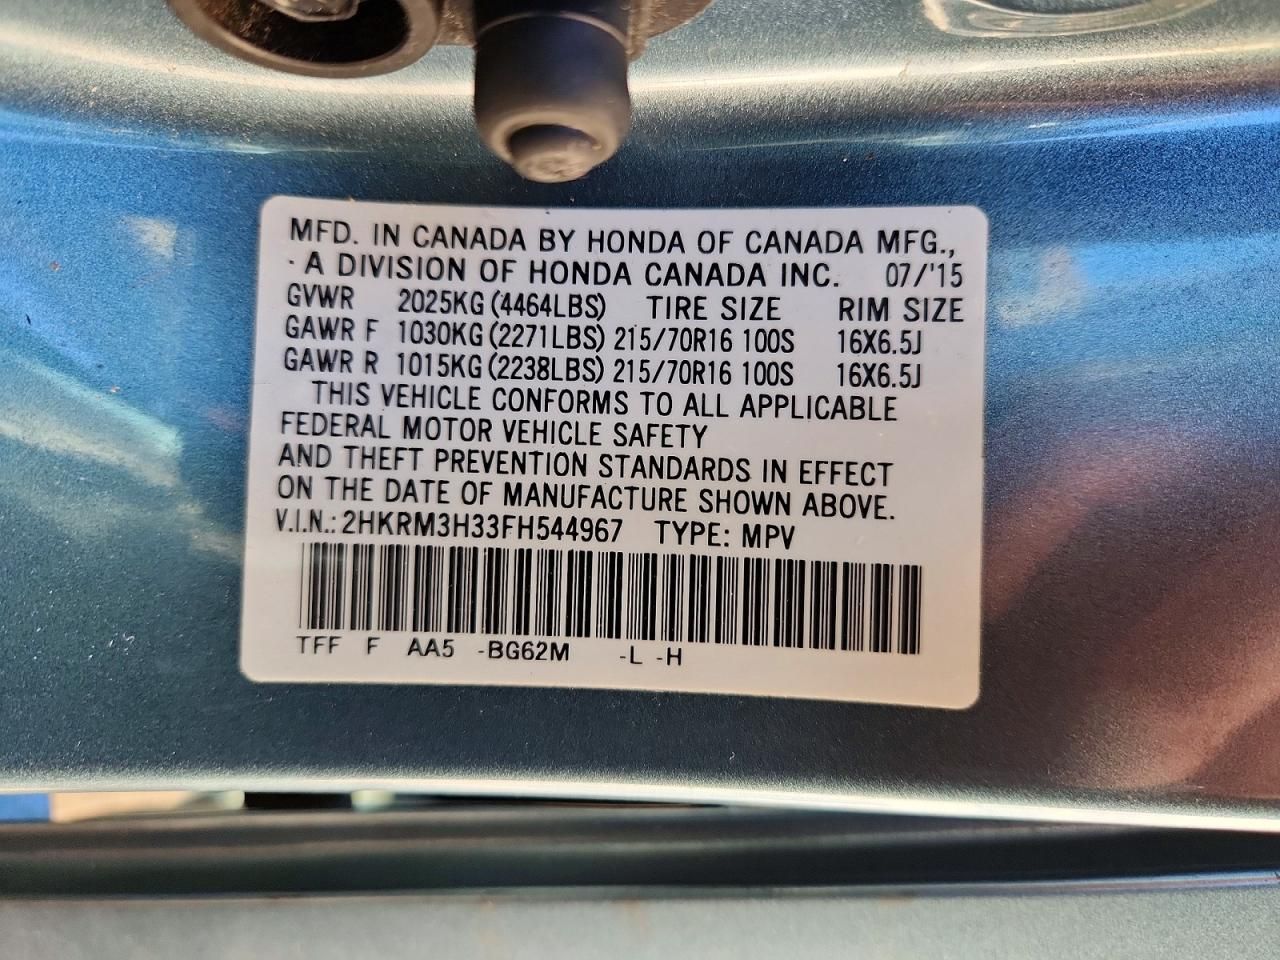 MFD. IN CANADA BY HONDA OF CANADA MFG.,
A DIVISION OF HONDA CANADA INC. 07/'15
GVWR 2025KG (4464LBS) TIRE SIZE RIM SIZE
GAWR F 1030KG (2271LBS) 215/70R16 100S 16X6.5J
GAWR R 1015KG (2238LBS) 215/70R16 100S 16X6.5J
THIS VEHICLE CONFORMS TO ALL APPLICABLE
FEDERAL MOTOR VEHICLE SAFETY
AND THEFT PREVENTION STANDARDS IN EFFECT
ON THE DATE OF MANUFACTURE SHOWN ABOVE.
V.I.N.: 2HKRM3H33FH544967 TYPE: MPV
TFF F AA5 -BG62M -L -H